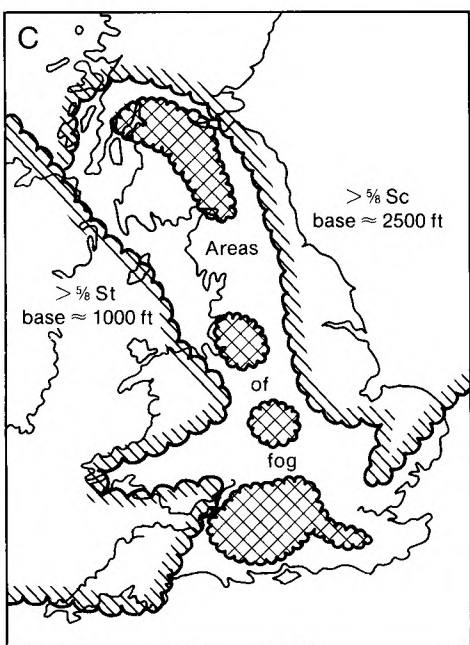 C
> ⅝ Sc
base ≈ 2500 ft
Areas
> ⅝ St
base ≈ 1000 ft
of
fog